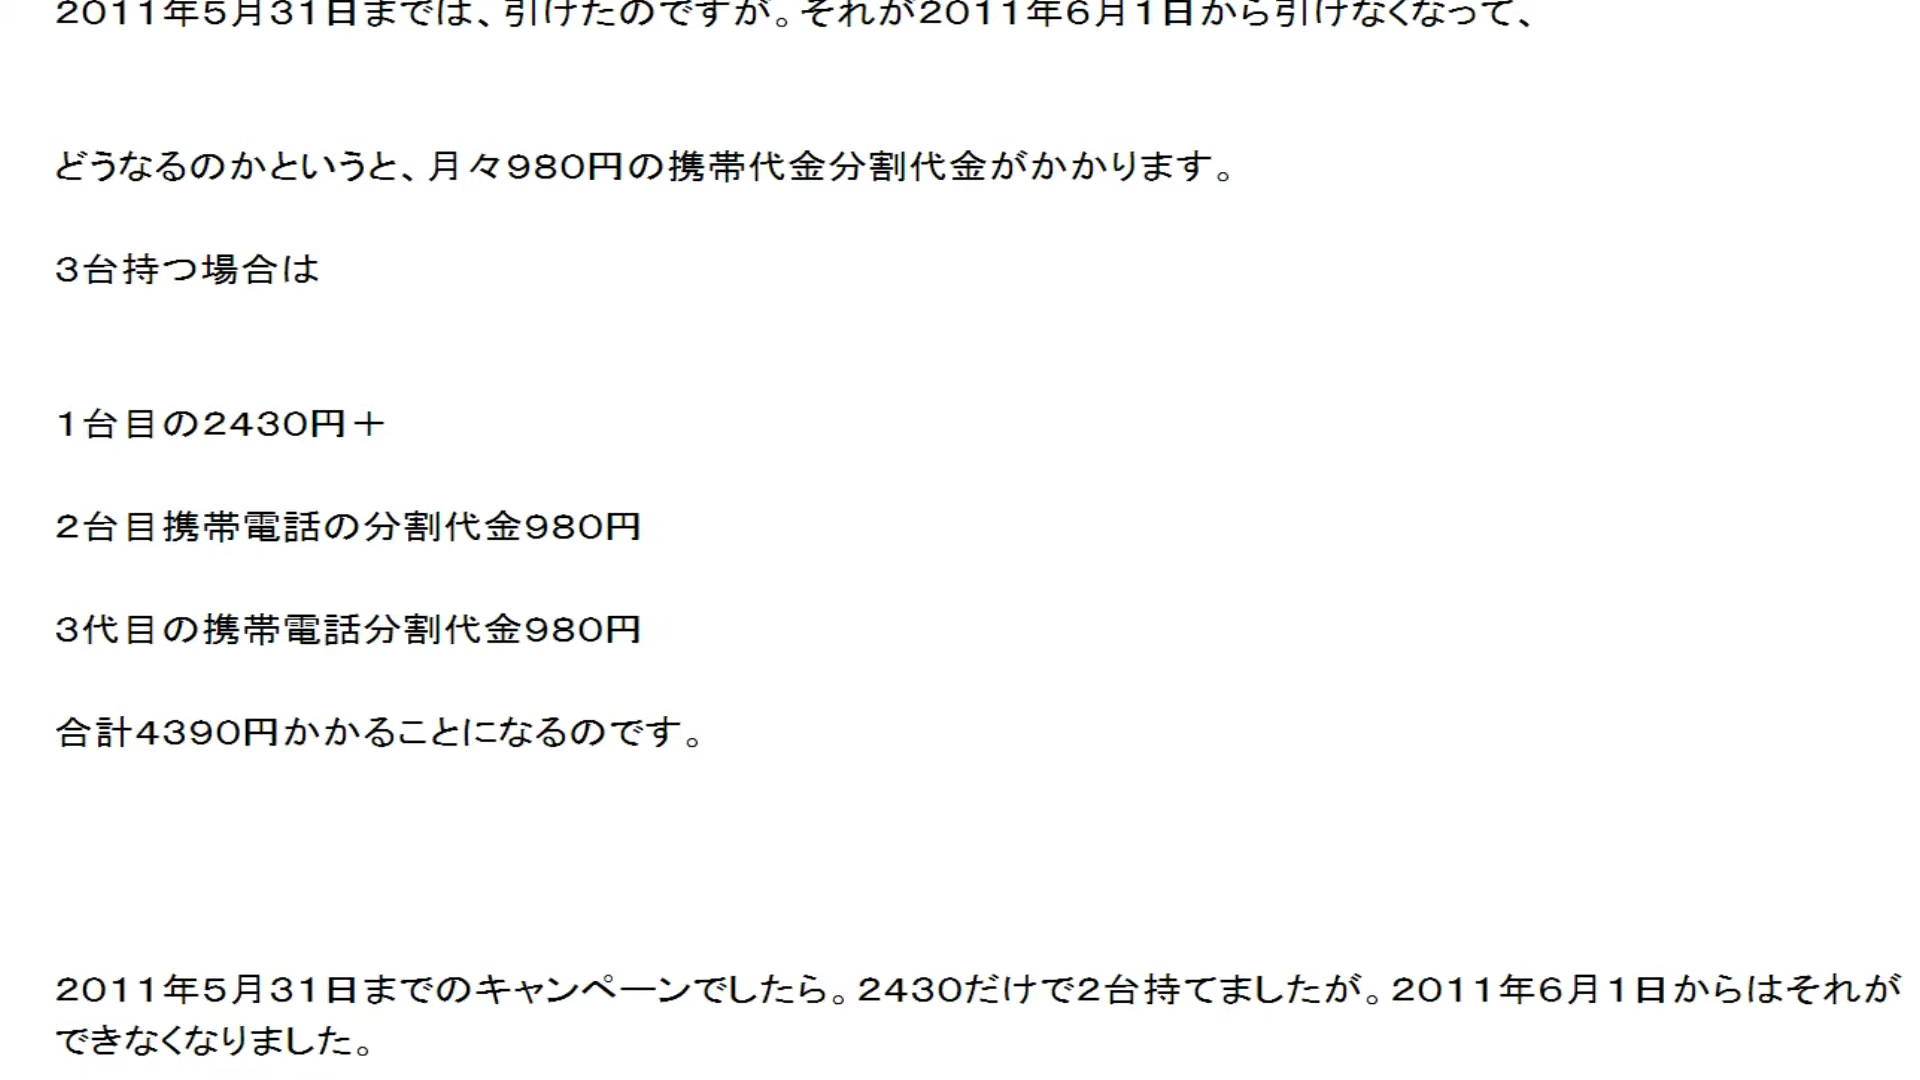 2011年5月31日までは、引けたのですが。それが2011年6月1日から引けなくなって、
どうなるのかというと、月々980円の携帯代金分割代金がかかります。
3台持つ場合は
1台目の2430円＋
2台目携帯電話の分割代金980円
3代目の携帯電話分割代金980円
合計4390円かかることになるのです。
2011年5月31日までのキャンペーンでしたら。2430だけで2台持てましたが。2011年6月1日からはそれが
できなくなりました。